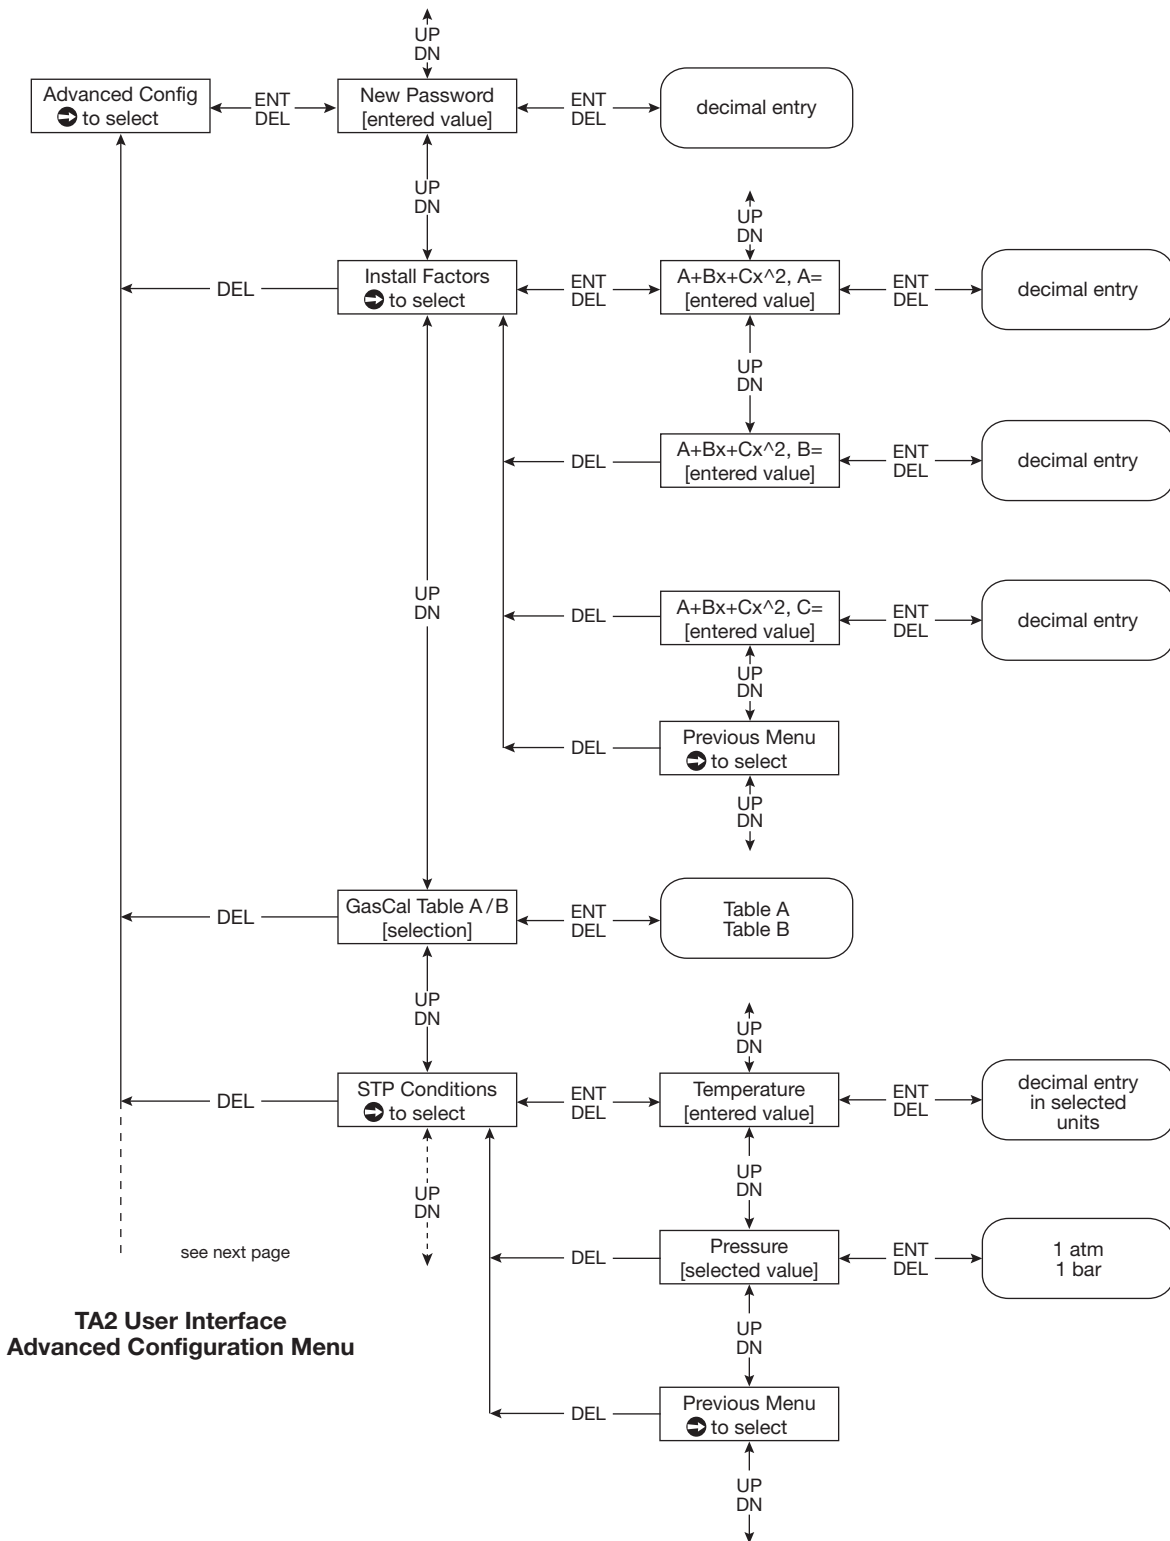 UP
DN
Advanced Config
to select
ENT
DEL
New Password
[entered value]
ENT
DEL
decimal entry
UP
DN
UP
DN
DEL
Install Factors
to select
ENT
DEL
A+Bx+Cx^2, A=
[entered value]
ENT
DEL
decimal entry
UP
DN
DEL
A+Bx+Cx^2, B=
[entered value]
ENT
DEL
decimal entry
UP
DN
DEL
A+Bx+Cx^2, C=
[entered value]
ENT
DEL
decimal entry
UP
DN
DEL
Previous Menu
to select
UP
DN
DEL
GasCal Table A/B
[selection]
ENT
DEL
Table A
Table B
UP
DN
UP
DN
DEL
STP Conditions
to select
ENT
DEL
Temperature
[entered value]
ENT
DEL
decimal entry
in selected
units
UP
DN
UP
DN
see next page
DEL
Pressure
[selected value]
ENT
DEL
1 atm
1 bar
TA2 User Interface
Advanced Configuration Menu
UP
DN
DEL
Previous Menu
to select
UP
DN